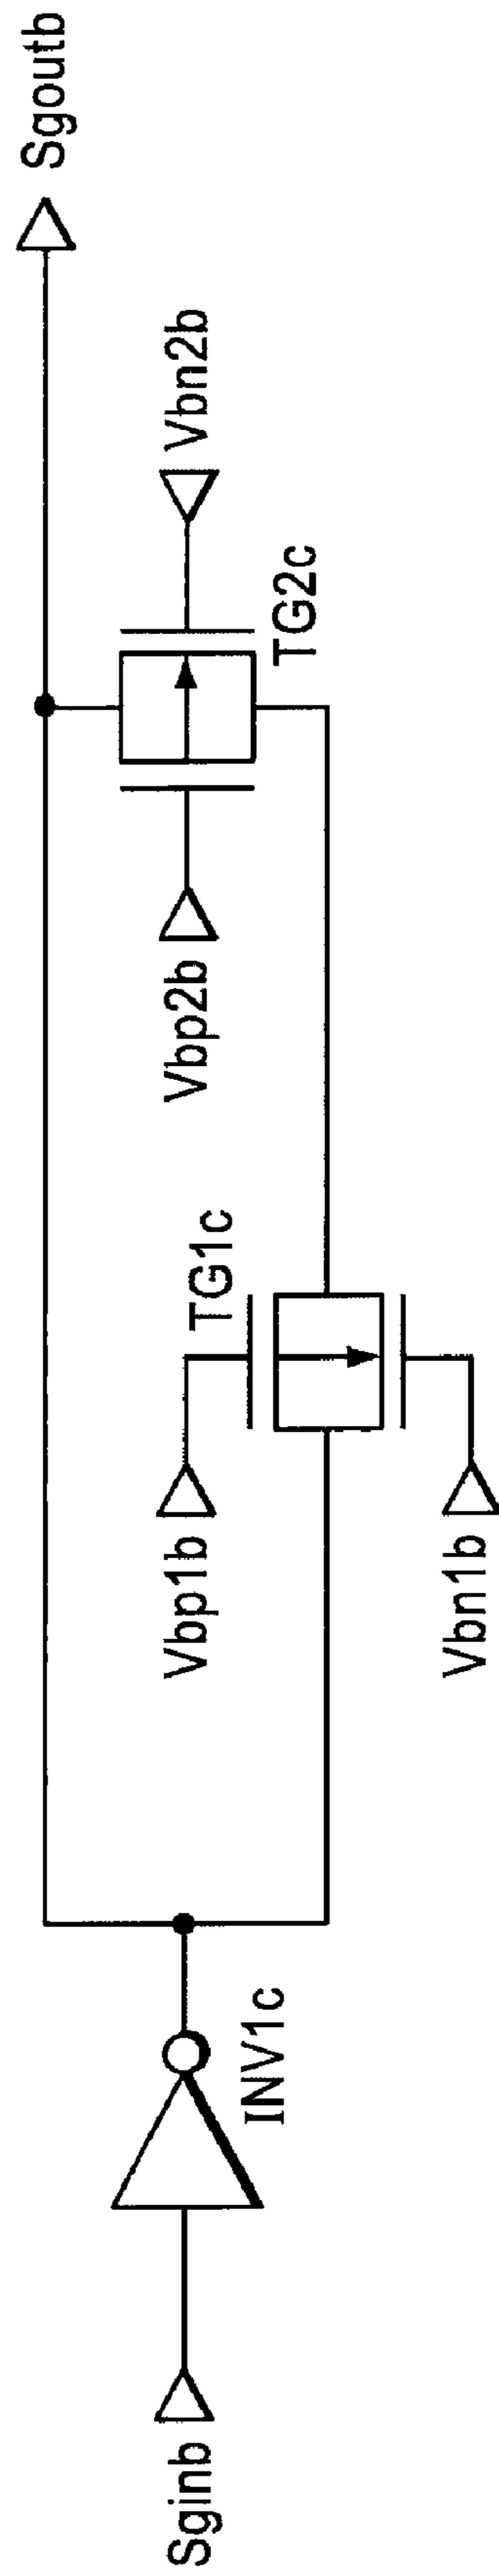 Sginb
INV1c
Vbp1b
TG1c
Vbn1b
Vbp2b
TG2c
Vbn2b
Sgoutb